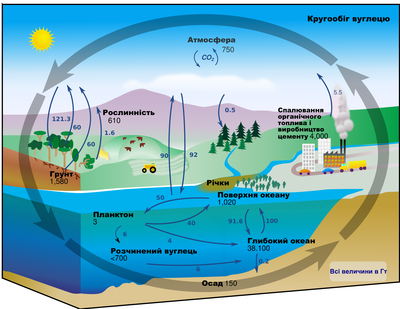 Кругообіг вуглецю
Атмосфера
750
CO₂
5.5
121.3
60
60
1.6
Рослинність
610
0.5
Спалювання
органічного
топлива і
виробництво
цементу 4,000
Грунт
1,580
90
92
Річки
Поверхня океану
1,020
50
Планктон
3
6
40
91.6
100
4
Розчинений вуглець
<700
Глибокий океан
38,100
6
0.2
Осад 150
Всі величини в Гт